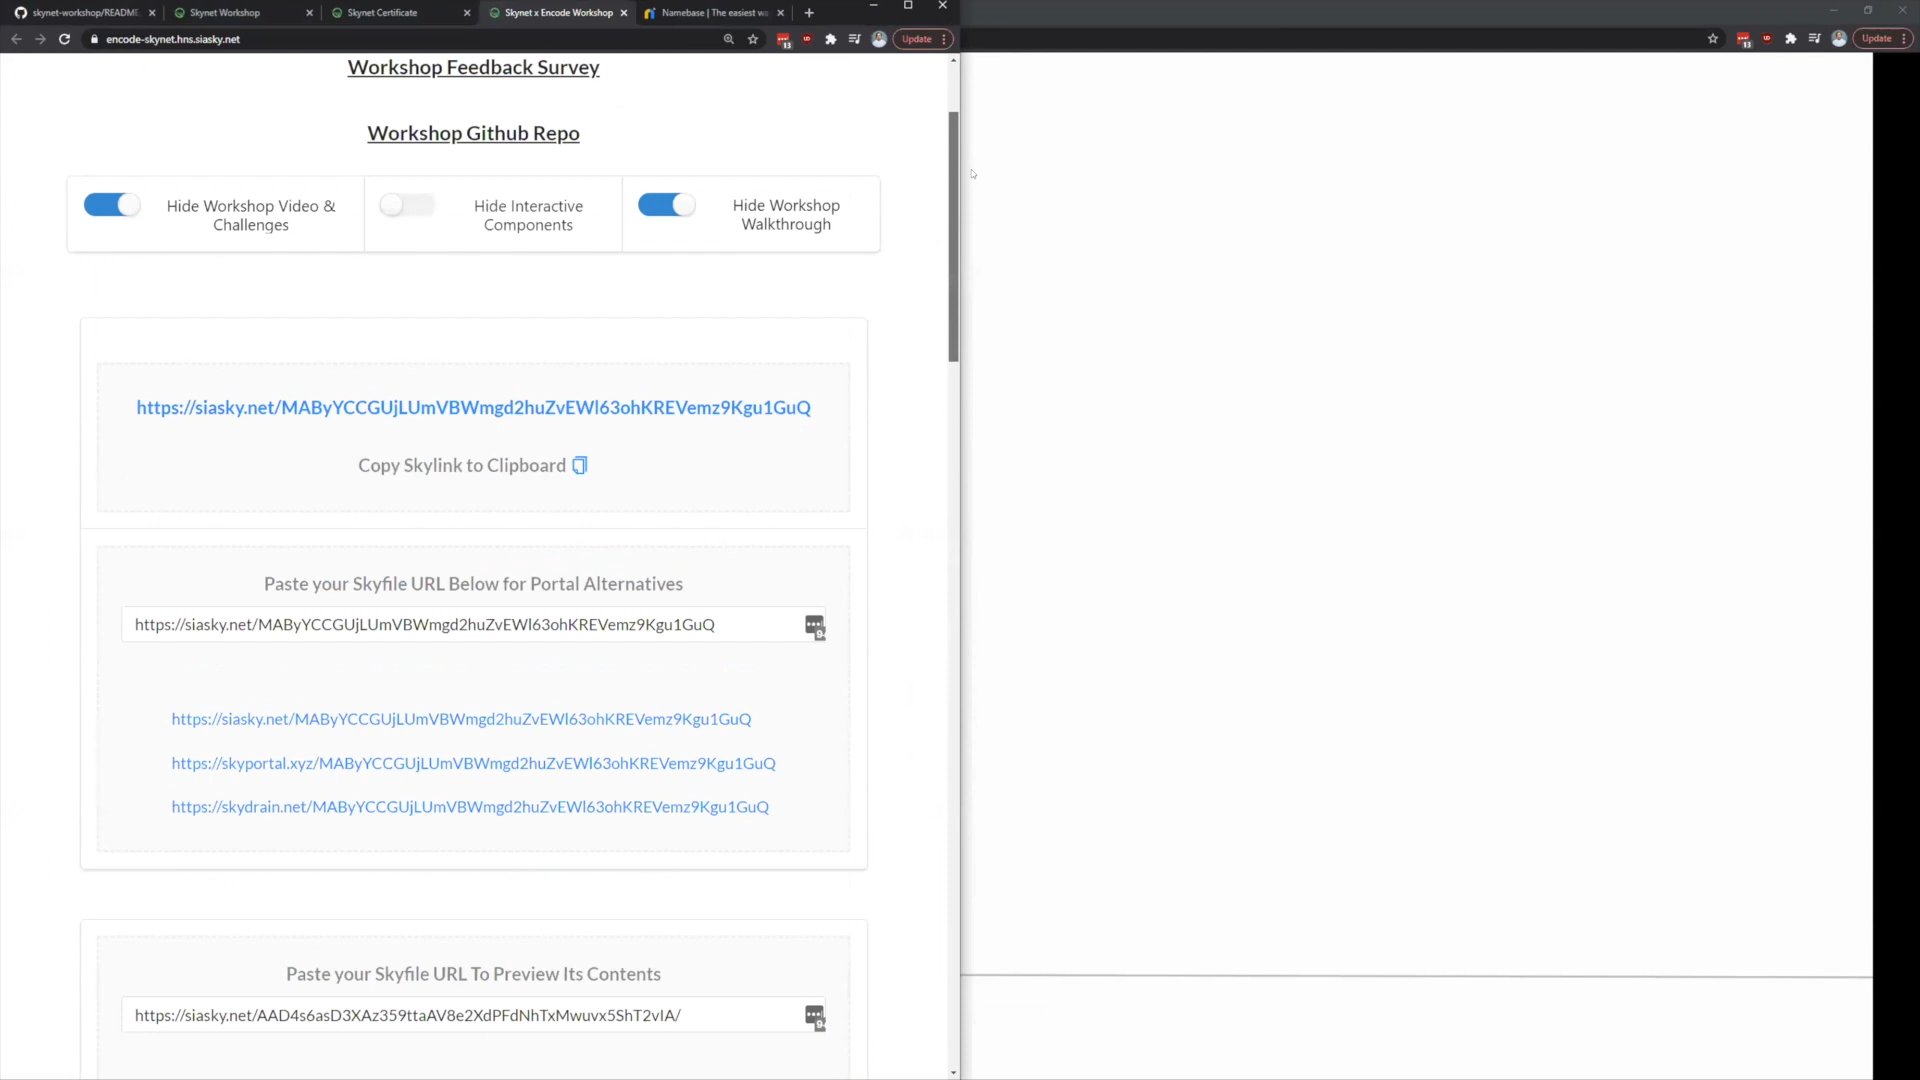 skynet-workshop/README
Skynet Workshop
Skynet Certificate
Skynet x Encode Workshop
Namebase | The easiest wa
encode-skynet.hns.siasky.net
13
Update
13
Update
Workshop Feedback Survey
Workshop Github Repo
Hide Workshop Video &
Challenges
Hide Interactive
Components
Hide Workshop
Walkthrough
https://siasky.net/MAByYCCGUjLUmVBWmgd2huZvEWl63ohKREVemz9Kgu1GuQ
Copy Skylink to Clipboard
Paste your Skyfile URL Below for Portal Alternatives
https://siasky.net/MAByYCCGUjLUmVBWmgd2huZvEWl63ohKREVemz9Kgu1GuQ
9
https://siasky.net/MAByYCCGUjLUmVBWmgd2huZvEWl63ohKREVemz9Kgu1GuQ
https://skyportal.xyz/MAByYCCGUjLUmVBWmgd2huZvEWl63ohKREVemz9Kgu1GuQ
https://skydrain.net/MAByYCCGUjLUmVBWmgd2huZvEWl63ohKREVemz9Kgu1GuQ
Paste your Skyfile URL To Preview Its Contents
https://siasky.net/AAD4s6asD3XAz359ttaAV8e2XdPFdNhTxMwuvx5ShT2vIA/
9